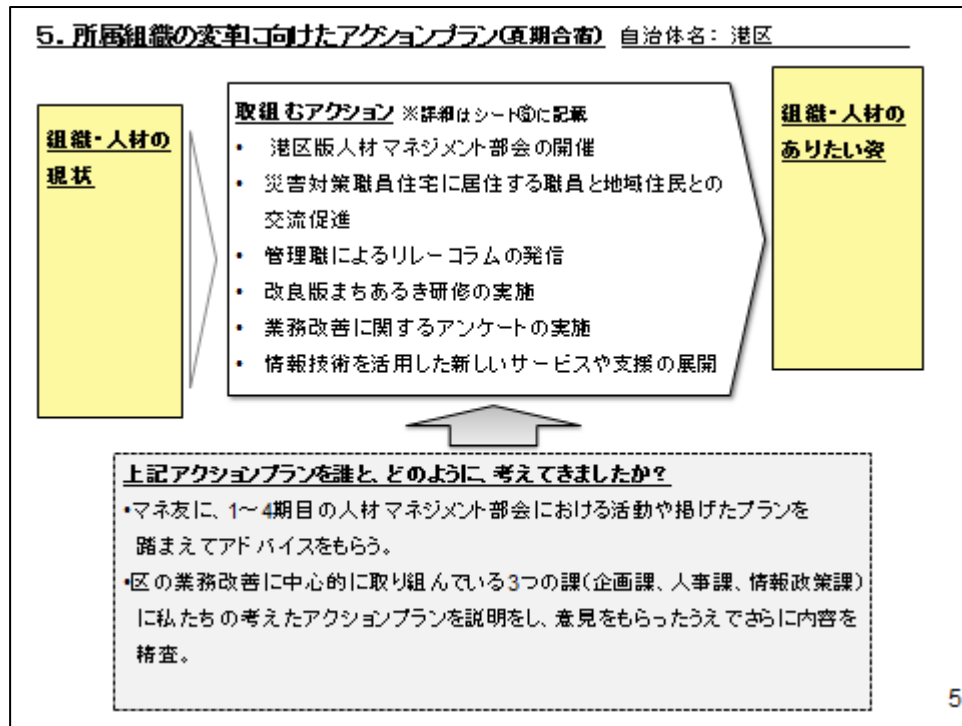 5．所属組織の変革に向けたアクションプラン(夏期合宿) 自治体名： 港区
組織・人材の
現状
取組むアクション ※詳細はシート⑥に記載
• 港区版人材マネジメント部会の開催
• 災害対策職員住宅に居住する職員と地域住民との
交流促進
• 管理職によるリレーコラムの発信
• 改良版まちあるき研修の実施
• 業務改善に関するアンケートの実施
• 情報技術を活用した新しいサービスや支援の展開
組織・人材の
ありたい姿
上記アクションプランを誰と、どのように、考えてきましたか？
•マネ友に、1～4期目の人材マネジメント部会における活動や掲げたプランを
踏まえてアドバイスをもらう。
•区の業務改善に中心的に取り組んでいる3つの課(企画課、人事課、情報政策課)
に私たちの考えたアクションプランを説明をし、意見をもらったうえでさらに内容を
精査。
5